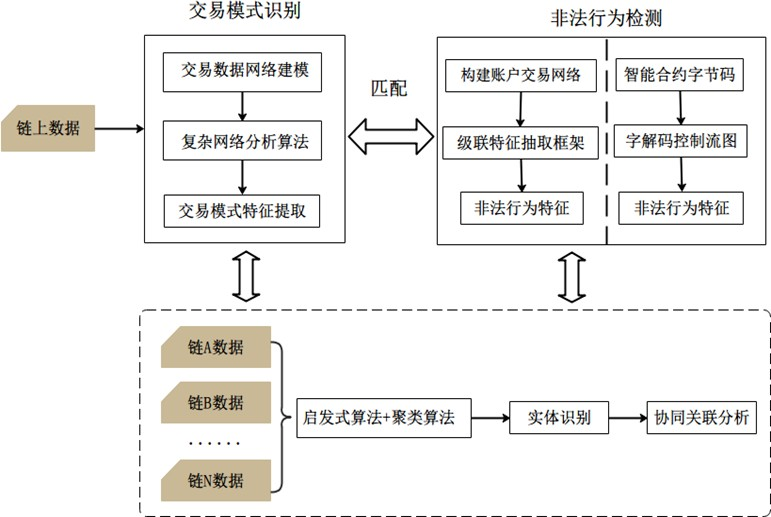 交易模式识别
非法行为检测
链上数据
交易数据网络建模
复杂网络分析算法
交易模式特征提取
匹配
构建账户交易网络
级联特征抽取框架
非法行为特征
智能合约字节码
字解码控制流图
非法行为特征
链A数据
链B数据
······
链N数据
启发式算法+聚类算法
实体识别
协同关联分析